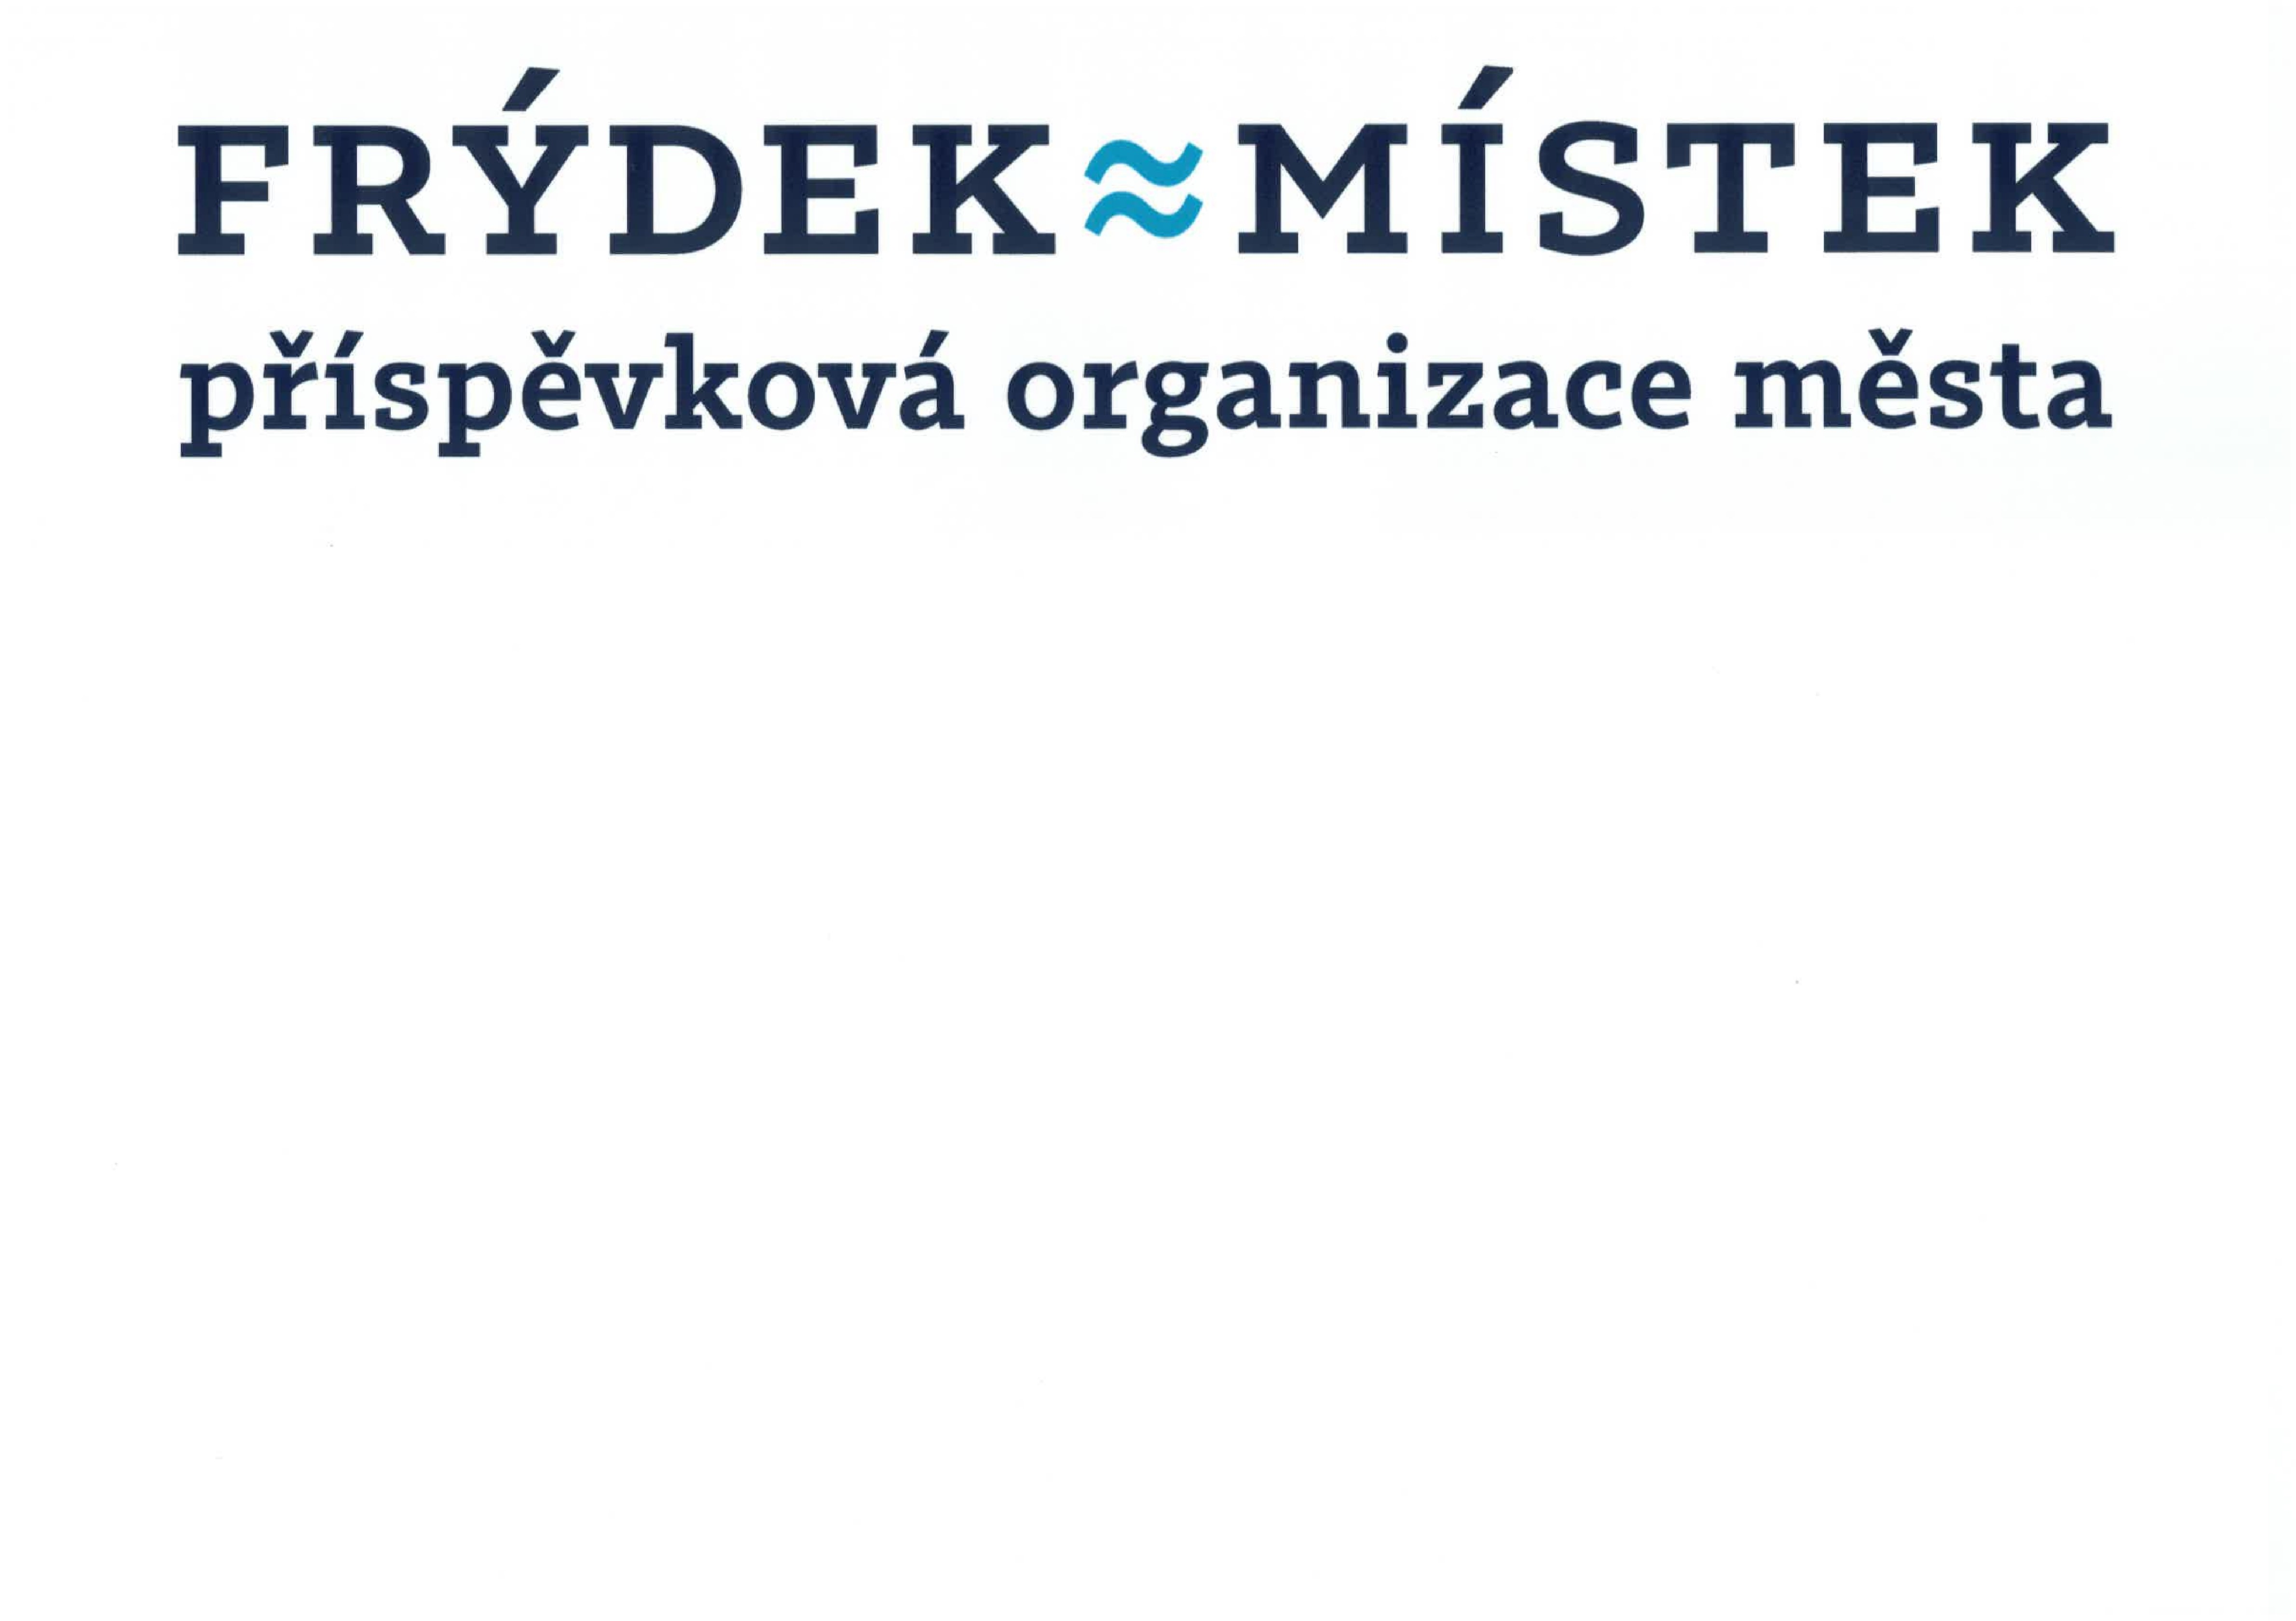 FRÝDEK≈MÍSTEK
příspěvková organizace města